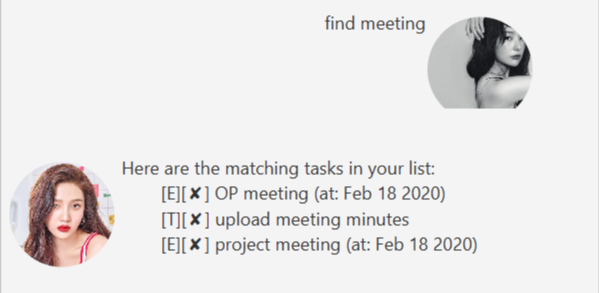 find meeting
Here are the matching tasks in your list:
[E][✘] OP meeting (at: Feb 18 2020)
[T][✘] upload meeting minutes
[E][✘] project meeting (at: Feb 18 2020)